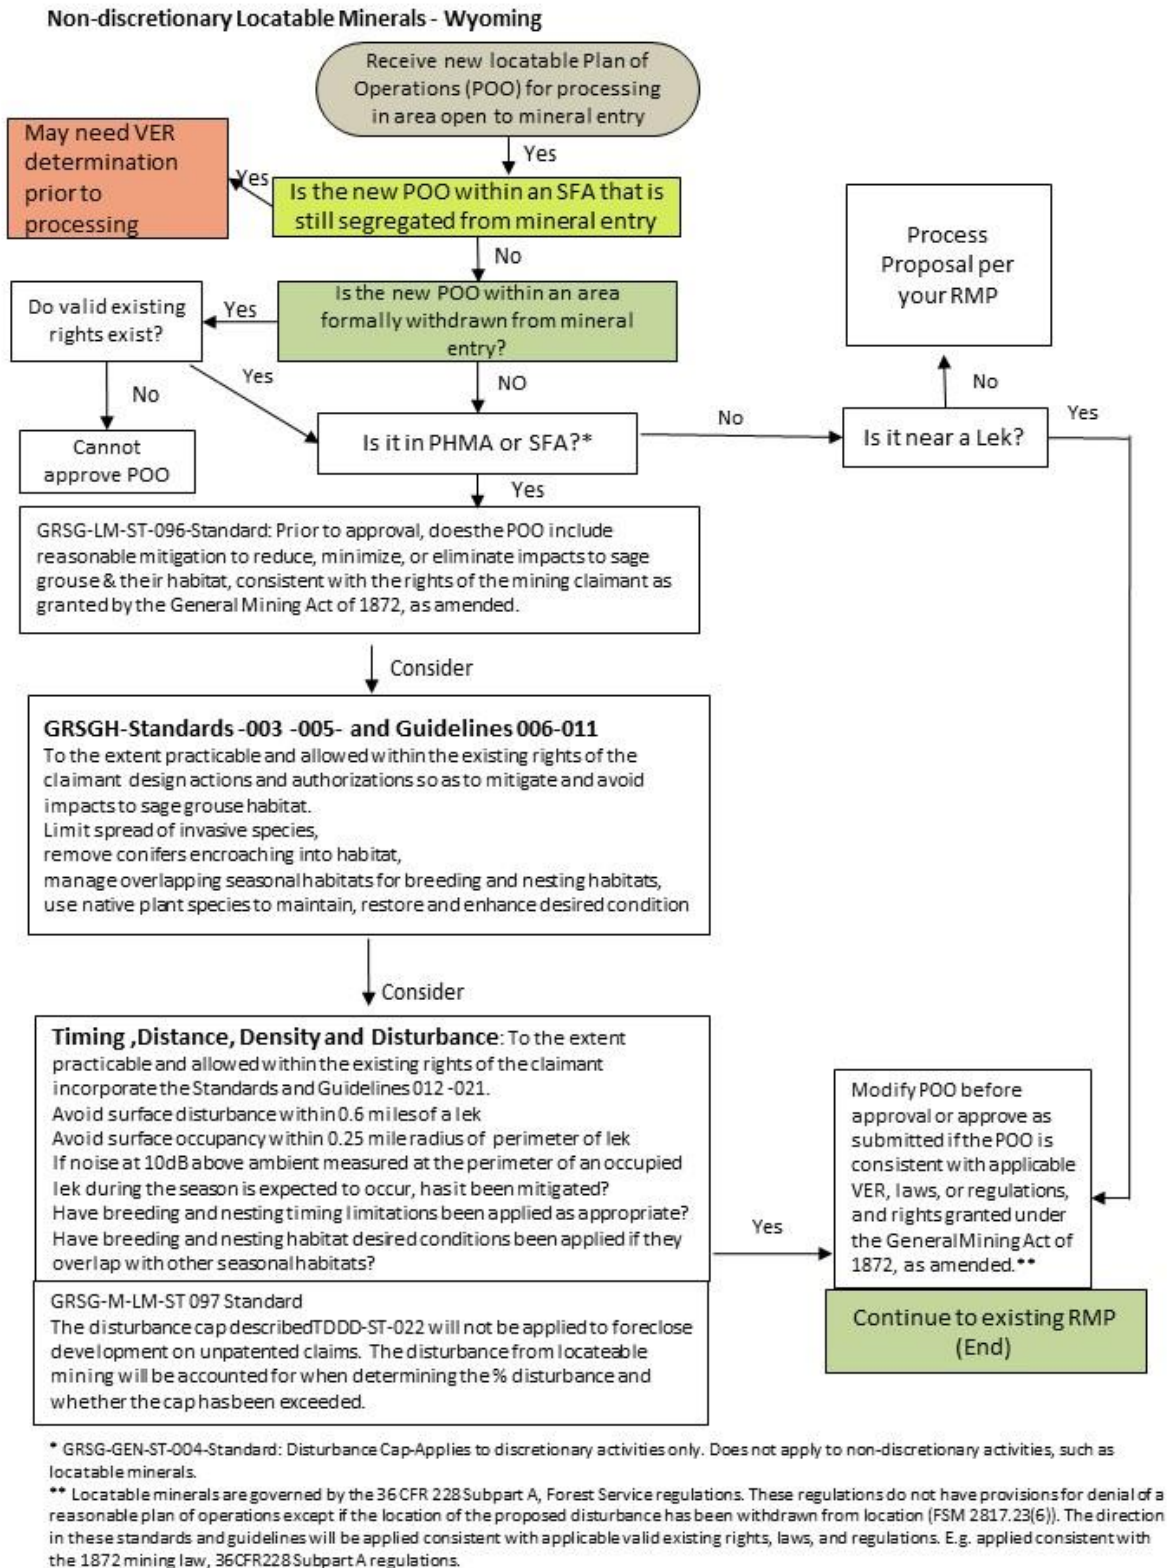 Non-discretionary Locatable Minerals - Wyoming
Receive new locatable Plan of
Operations (POO) for processing
in area open to mineral entry
Yes
May need VER
determination
prior to
processing
Yes
Is the new POO within an SFA that is
still segregated from mineral entry
No
Is the new POO within an area
formally withdrawn from mineral
entry?
Yes
Do valid existing
rights exist?
No
Cannot
approve POO
Yes
NO
Is it in PHMA or SFA?*
No
Is it near a Lek?
No
Process
Proposal per
your RMP
Yes
Yes
GRSG-LM-ST-096-Standard: Prior to approval, doesthe POO include
reasonable mitigation to reduce, minimize, or eliminate impacts to sage
grouse & their habitat, consistent with the rights of the mining claimant as
granted by the General Mining Act of 1872, as amended.
Consider
GRSGH-Standards -003 -005- and Guidelines 006-011
To the extent practicable and allowed within the existing rights of the
claimant design actions and authorizations so as to mitigate and avoid
impacts to sage grouse habitat.
Limit spread of invasive species,
remove conifers encroaching into habitat,
manage overlapping seasonal habitats for breeding and nesting habitats,
use native plant species to maintain, restore and enhance desired condition
Consider
Timing ,Distance, Density and Disturbance: To the extent
practicable and allowed within the existing rights of the claimant
incorporate the Standards and Guidelines 012 -021.
Avoid surface disturbance within 0.6 miles of a lek
Avoid surface occupancy within 0.25 mile radius of perimeter of lek
If noise at 10dB above ambient measured at the perimeter of an occupied
lek during the season is expected to occur, has it been mitigated?
Have breeding and nesting timing limitations been applied as appropriate?
Have breeding and nesting habitat desired conditions been applied if they
overlap with other seasonal habitats?
GRSG-M-LM-ST 097 Standard
The disturbance cap describedTDDD-ST-022 will not be applied to foreclose
development on unpatented claims. The disturbance from locateable
mining will be accounted for when determining the % disturbance and
whether the cap has been exceeded.
Yes
Modify POO before
approval or approve as
submitted if the POO is
consistent with applicable
VER, laws, or regulations,
and rights granted under
the General Mining Act of
1872, as amended.**
Continue to existing RMP
(End)
* GRSG-GEN-ST-004-Standard: Disturbance Cap-Applies to discretionary activities only. Does not apply to non-discretionary activities, such as
locatable minerals.
** Locatable minerals are governed by the 36 CFR 228 Subpart A, Forest Service regulations. These regulations do not have provisions for denial of a
reasonable plan of operations except if the location of the proposed disturbance has been withdrawn from location (FSM 2817.23(6)). The direction
in these standards and guidelines will be applied consistent with applicable valid existing rights, laws, and regulations. E.g. applied consistent with
the 1872 mining law, 36CFR228 Subpart A regulations.